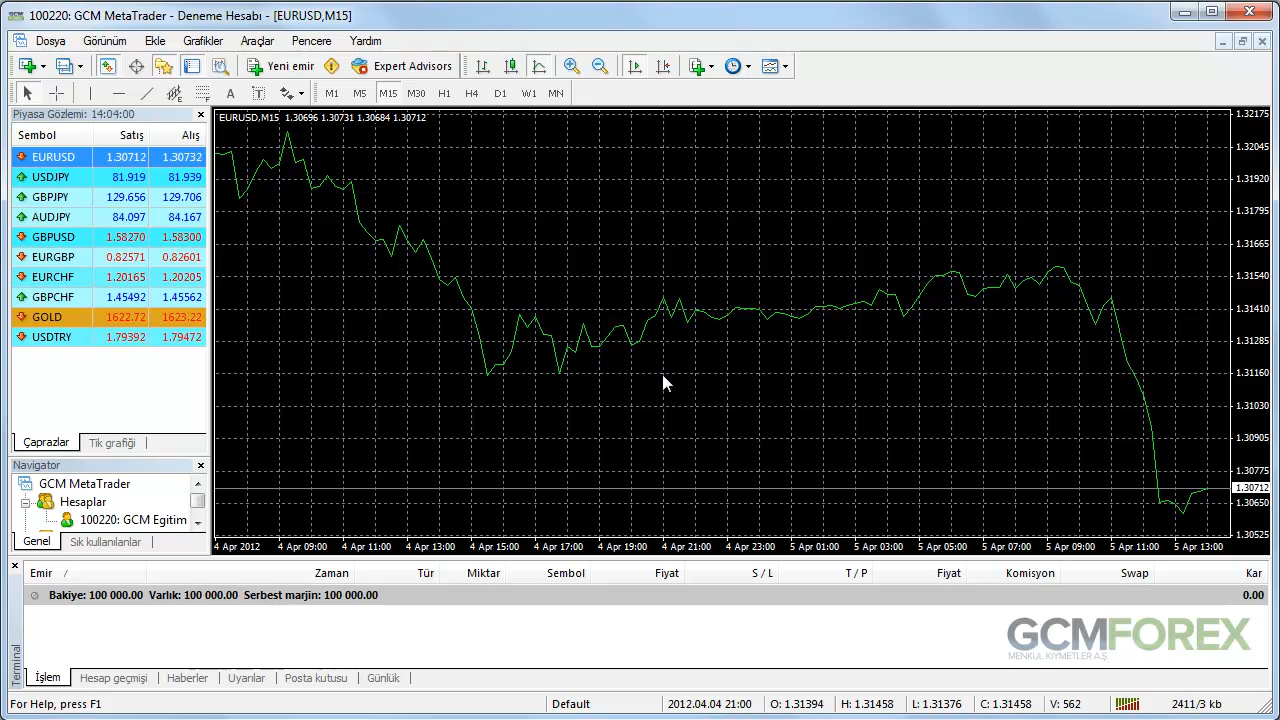 100220: GCM MetaTrader - Deneme Hesabı - [EURUSD,M15]
Dosya Görünüm Ekle Grafikler Araçlar Pencere Yardım
Yeni emir Expert Advisors
A T M1 M5 M15 M30 H1 H4 D1 W1 MN
Piyasa Gözlemi: 14:04:00
Sembol Satış Alış
EURUSD 1.30712 1.30732
USDJPY 81.919 81.939
GBPJPY 129.656 129.706
AUDJPY 84.097 84.167
GBPUSD 1.58270 1.58300
EURGBP 0.82571 0.82601
EURCHF 1.20165 1.20205
GBPCHF 1.45492 1.45562
GOLD 1622.72 1623.22
USDTRY 1.79392 1.79472
Çaprazlar Tik grafiği
Navigator
GCM MetaTrader
Hesaplar
100220: GCM Egitim
Genel Sık kullanılanlar
EURUSD,M15 1.30696 1.30731 1.30684 1.30712
1.32175
1.32045
1.31920
1.31795
1.31665
1.31540
1.31410
1.31285
1.31160
1.31030
1.30905
1.30775
1.30712
1.30650
1.30525
4 Apr 2012 4 Apr 09:00 4 Apr 11:00 4 Apr 13:00 4 Apr 15:00 4 Apr 17:00 4 Apr 19:00 4 Apr 21:00 4 Apr 23:00 5 Apr 01:00 5 Apr 03:00 5 Apr 05:00 5 Apr 07:00 5 Apr 09:00 5 Apr 11:00 5 Apr 13:00
Emir / Zaman Tür Miktar Sembol Fiyat S / L T / P Fiyat Komisyon Swap Kar
Bakiye: 100 000.00 Varlık: 100 000.00 Serbest marjin: 100 000.00 0.00
GCMFOREX
MENKUL KIYMETLER A.Ş.
Terminal
İşlem Hesap geçmişi Haberler Uyarılar Posta kutusu Günlük
For Help, press F1 Default 2012.04.04 21:00 O: 1.31394 H: 1.31458 L: 1.31376 C: 1.31458 V: 562 2411/3 kb